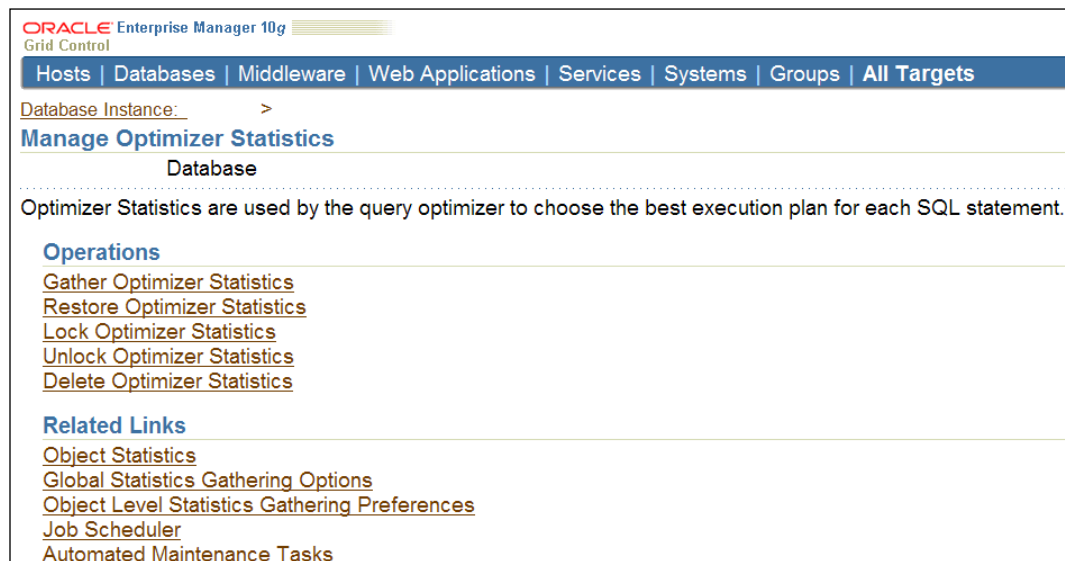 ORACLE Enterprise Manager 10g
Grid Control
Hosts | Databases | Middleware | Web Applications | Services | Systems | Groups | All Targets
Database Instance: >
Manage Optimizer Statistics
Database
Optimizer Statistics are used by the query optimizer to choose the best execution plan for each SQL statement.
Operations
Gather Optimizer Statistics
Restore Optimizer Statistics
Lock Optimizer Statistics
Unlock Optimizer Statistics
Delete Optimizer Statistics
Related Links
Object Statistics
Global Statistics Gathering Options
Object Level Statistics Gathering Preferences
Job Scheduler
Automated Maintenance Tasks